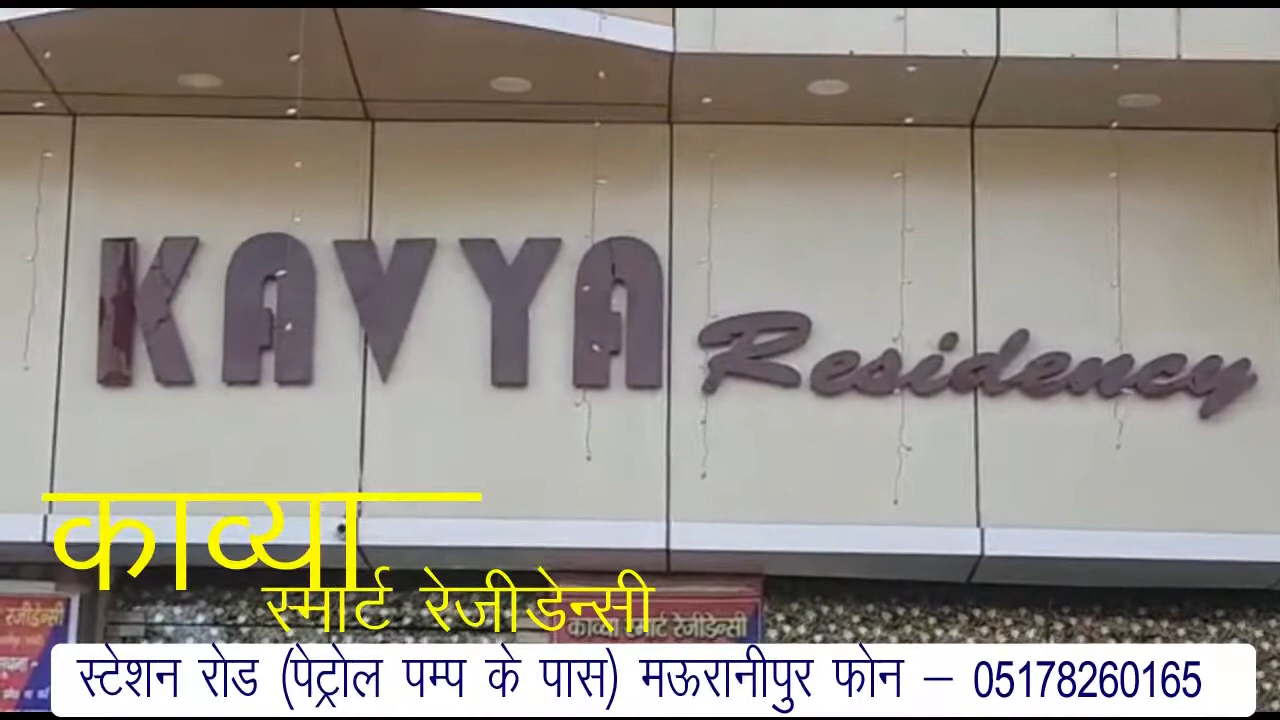 KAVYA Residency
काव्या
स्मार्ट रेजीडेन्सी
रेजीडेन्सी
काव्या स्मार्ट रेजीडेन्सी
स्टेशन रोड (पेट्रोल पम्प के पास) मऊरानीपुर फोन – 05178260165